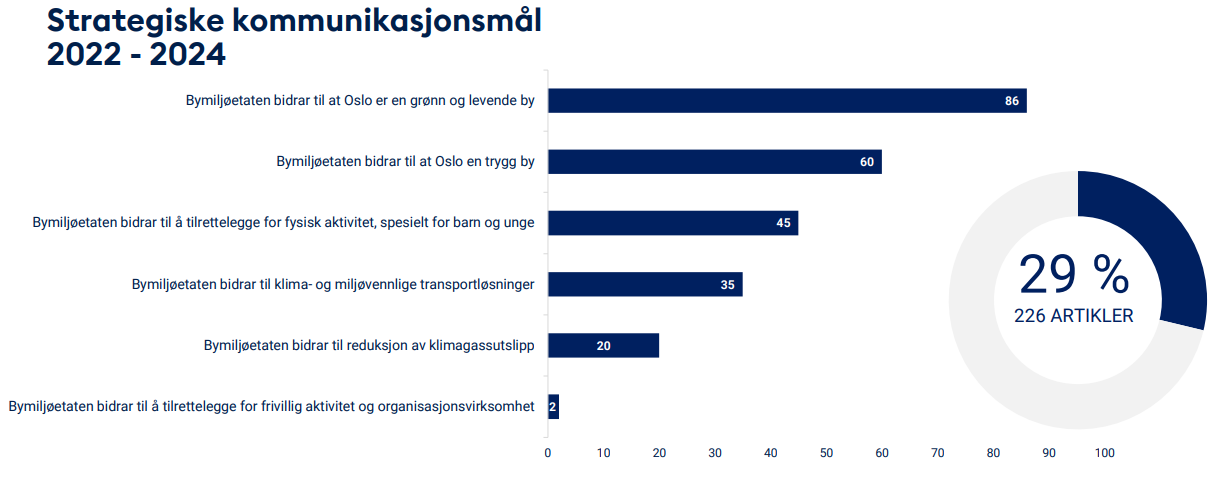 Strategiske kommunikasjonsmål
2022 - 2024
Bymiljøetaten bidrar til at Oslo er en grønn og levende by
86
Bymiljøetaten bidrar til at Oslo en trygg by
60
Bymiljøetaten bidrar til å tilrettelegge for fysisk aktivitet, spesielt for barn og unge
45
Bymiljøetaten bidrar til klima- og miljøvennlige transportløsninger
35
Bymiljøetaten bidrar til reduksjon av klimagassutslipp
20
Bymiljøetaten bidrar til å tilrettelegge for frivillig aktivitet og organisasjonsvirksomhet
2
0 10 20 30 40 50 60 70 80 90 100
29 %
226 ARTIKLER